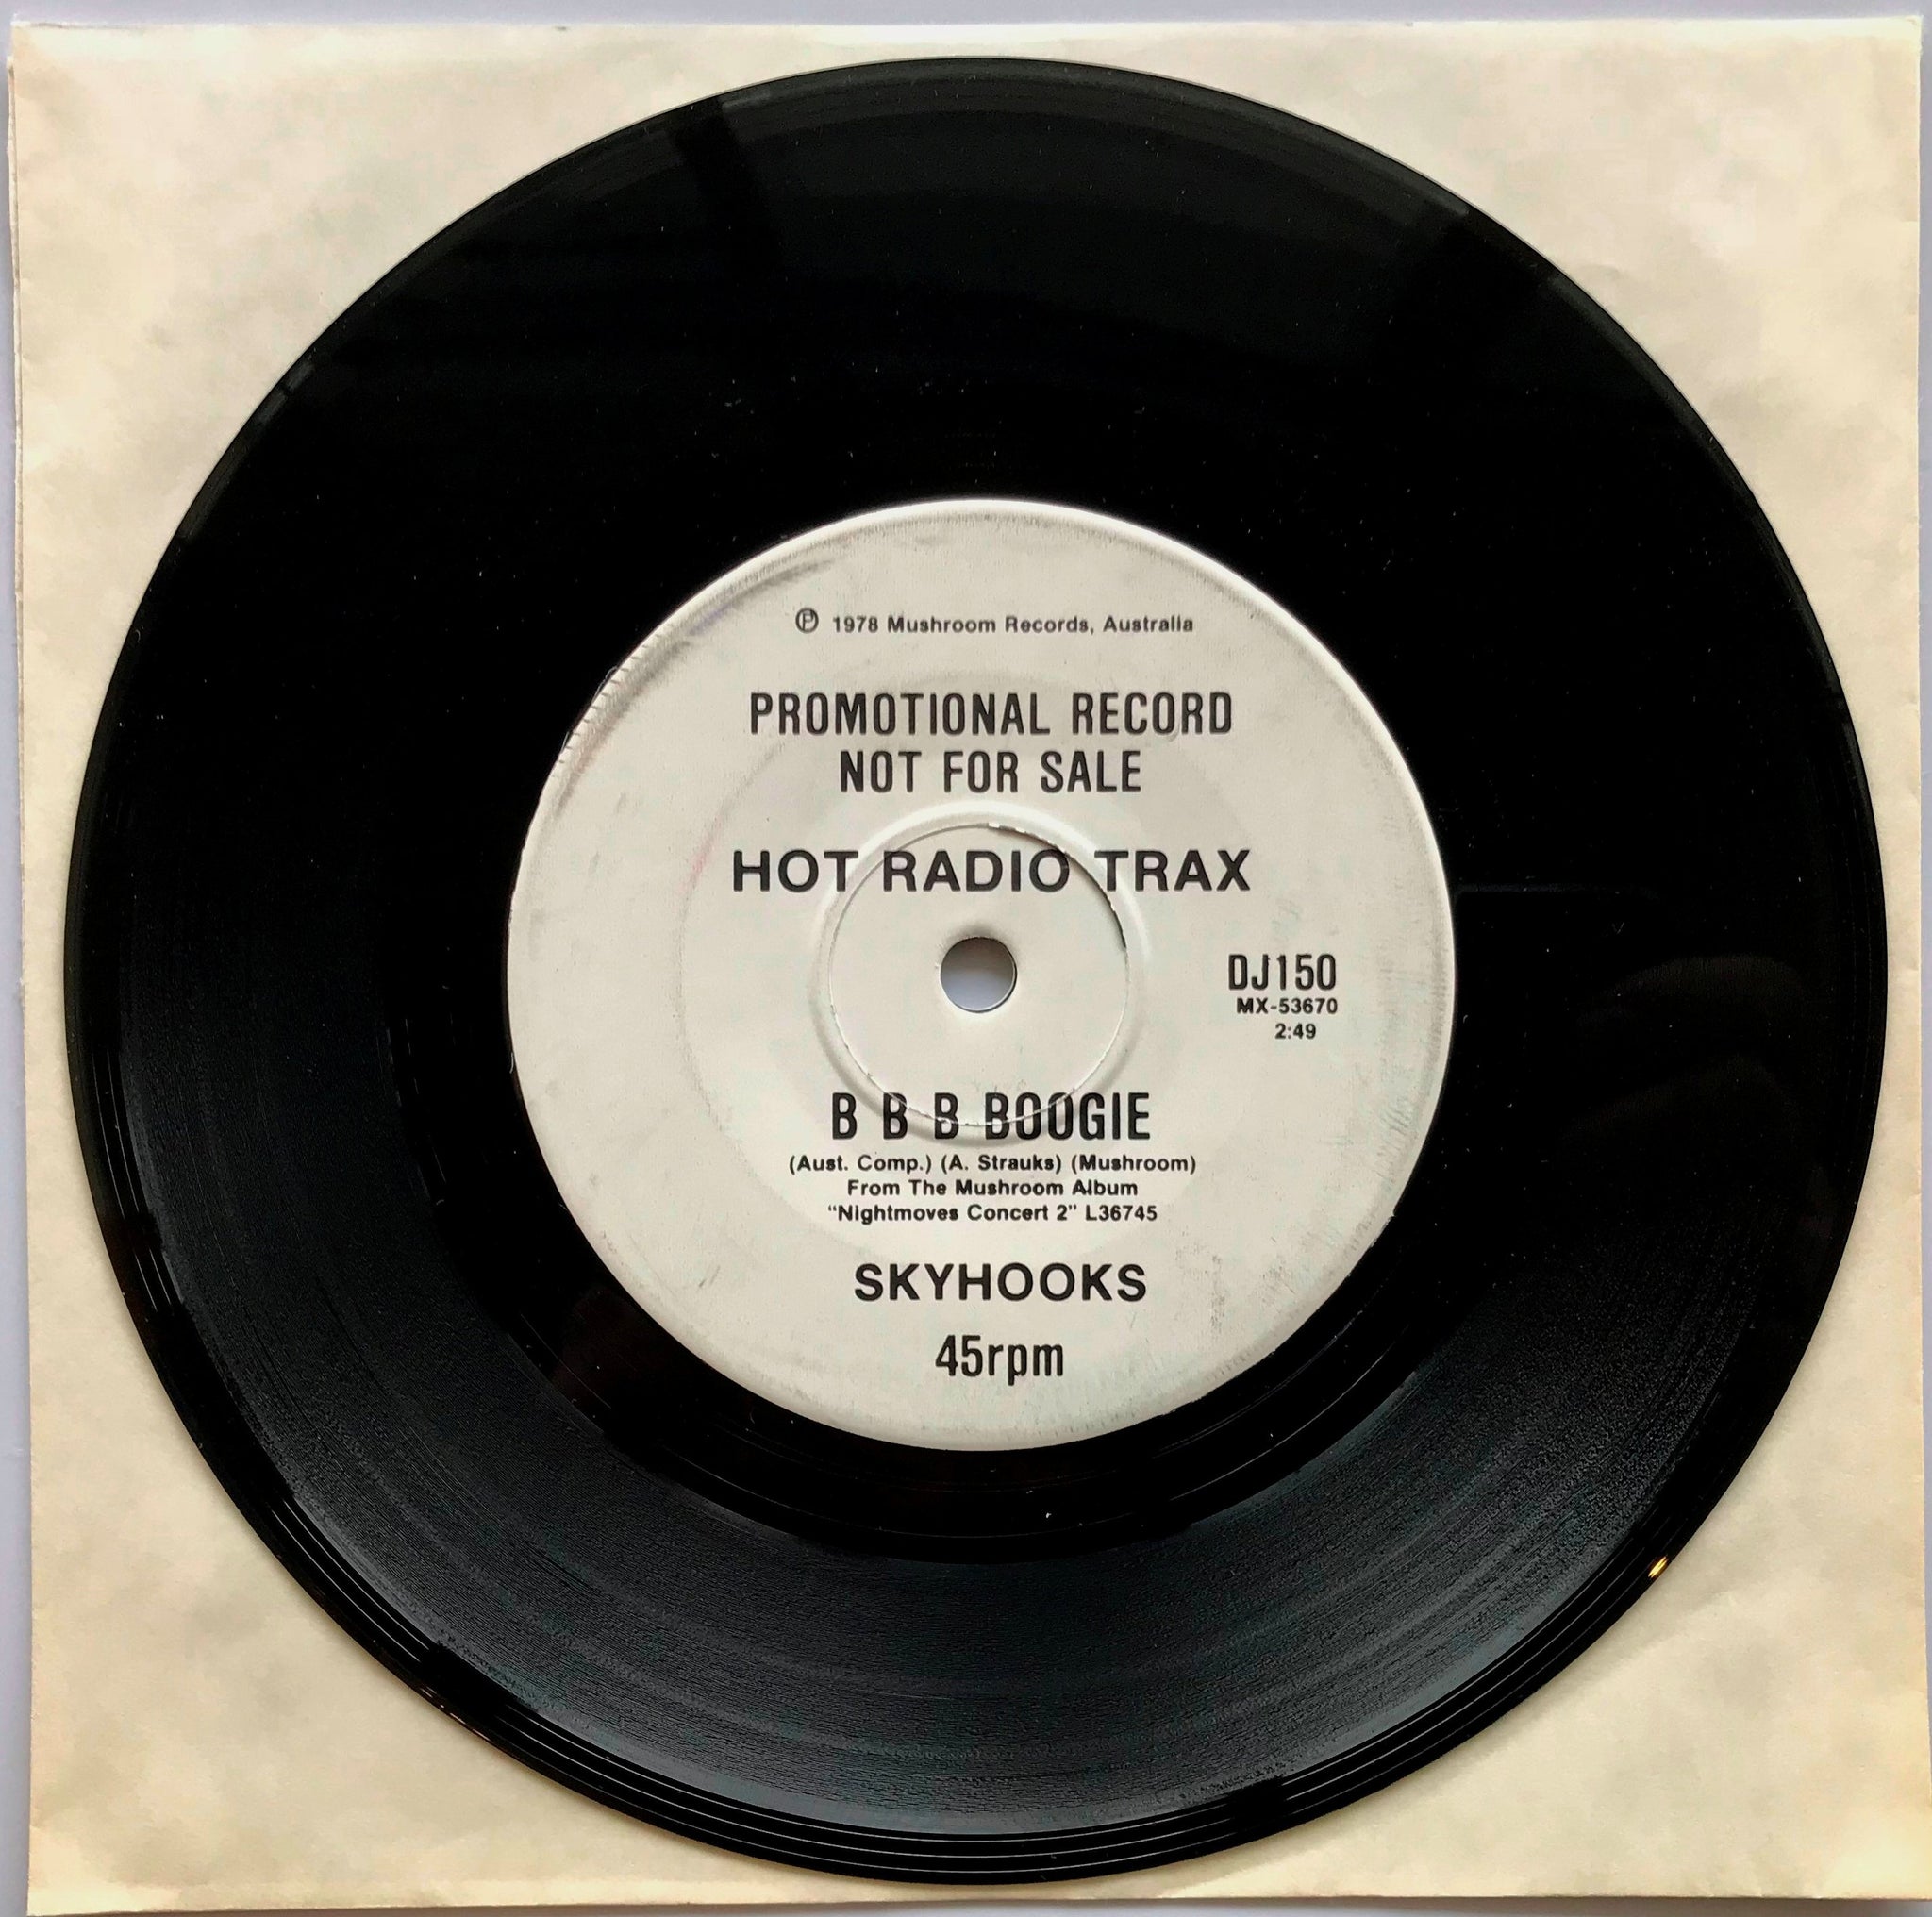 ℗ 1978 Mushroom Records, Australia
PROMOTIONAL RECORD
NOT FOR SALE
HOT RADIO TRAX
DJ150
MX-53670
2:49
B B B BOOGIE
(Aust. Comp.) (A. Strauks) (Mushroom)
From The Mushroom Album
“Nightmoves Concert 2” L36745
SKYHOOKS
45rpm